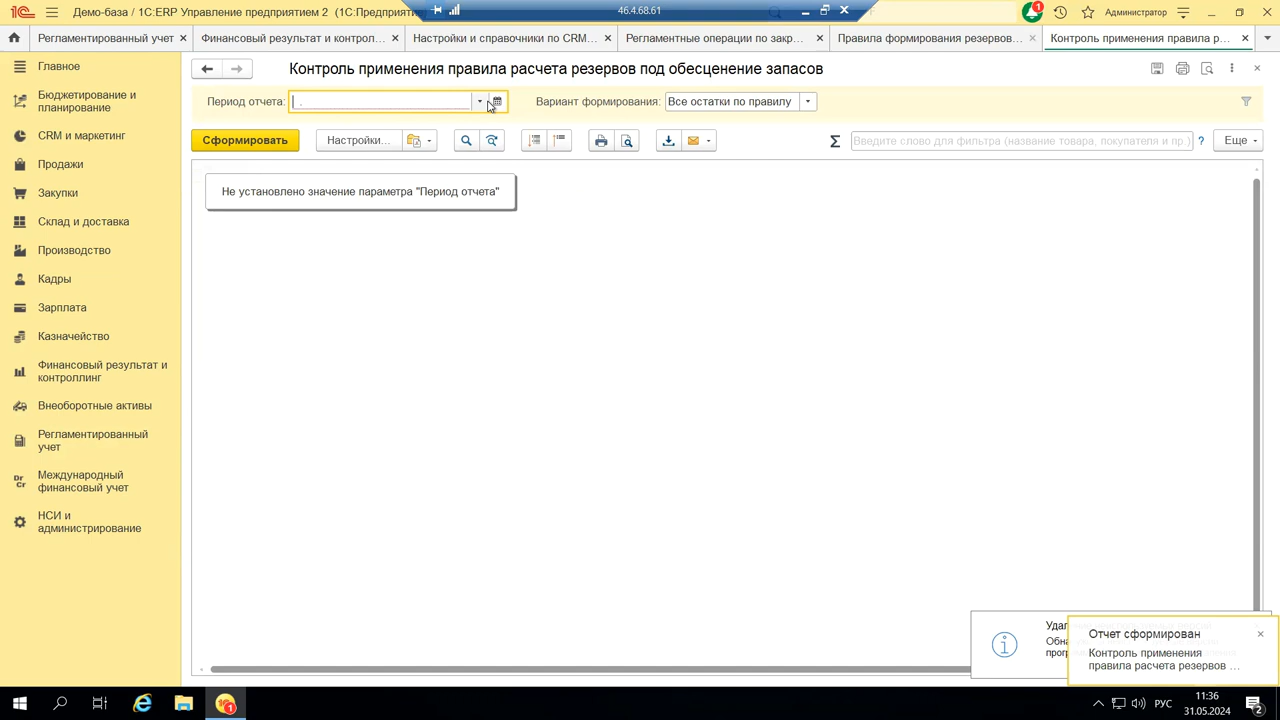 Демо-база / 1С:ERP Управление предприятием 2 (1С:Предприятие
46.4.68.61
1
Администратор
Регламентированный учет
Финансовый результат и контрол...
Настройки и справочники по CRM...
Регламентные операции по закр...
Правила формирования резервов...
Контроль применения правила р...
Главное
Бюджетирование и
планирование
CRM и маркетинг
Продажи
Закупки
Склад и доставка
Производство
Кадры
Зарплата
Казначейство
Финансовый результат и
контроллинг
Внеоборотные активы
Регламентированный
учет
Международный
финансовый учет
НСИ и
администрирование
Контроль применения правила расчета резервов под обесценение запасов
Период отчета:
Вариант формирования:
Все остатки по правилу
Сформировать
Настройки...
Σ
Введите слово для фильтра (название товара, покупателя и пр.)
?
Еще
Не установлено значение параметра "Период отчета"
Отчет сформирован
Контроль применения
правила расчета резервов ...
РУС
11:36
31.05.2024
2